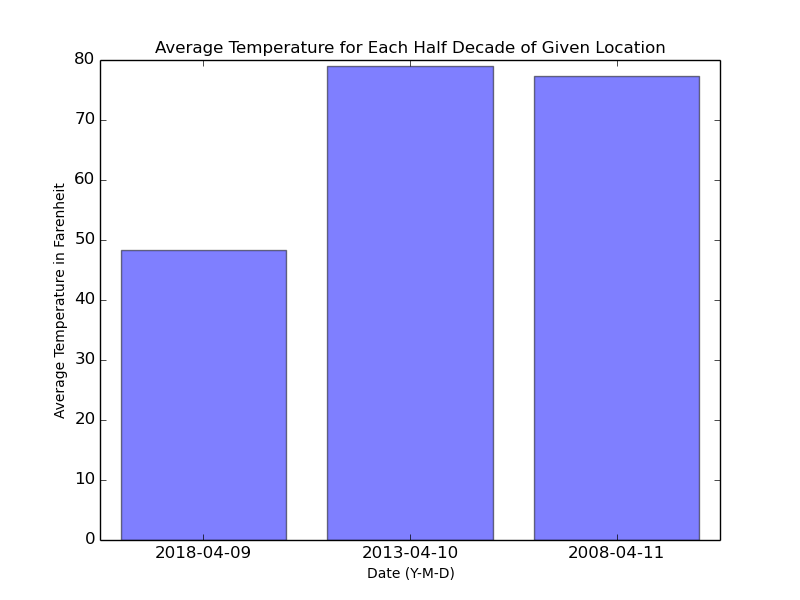 Average Temperature for Each Half Decade of Given Location
Average Temperature in Farenheit
80
70
60
50
40
30
20
10
0
2018-04-09 2013-04-10 2008-04-11
Date (Y-M-D)